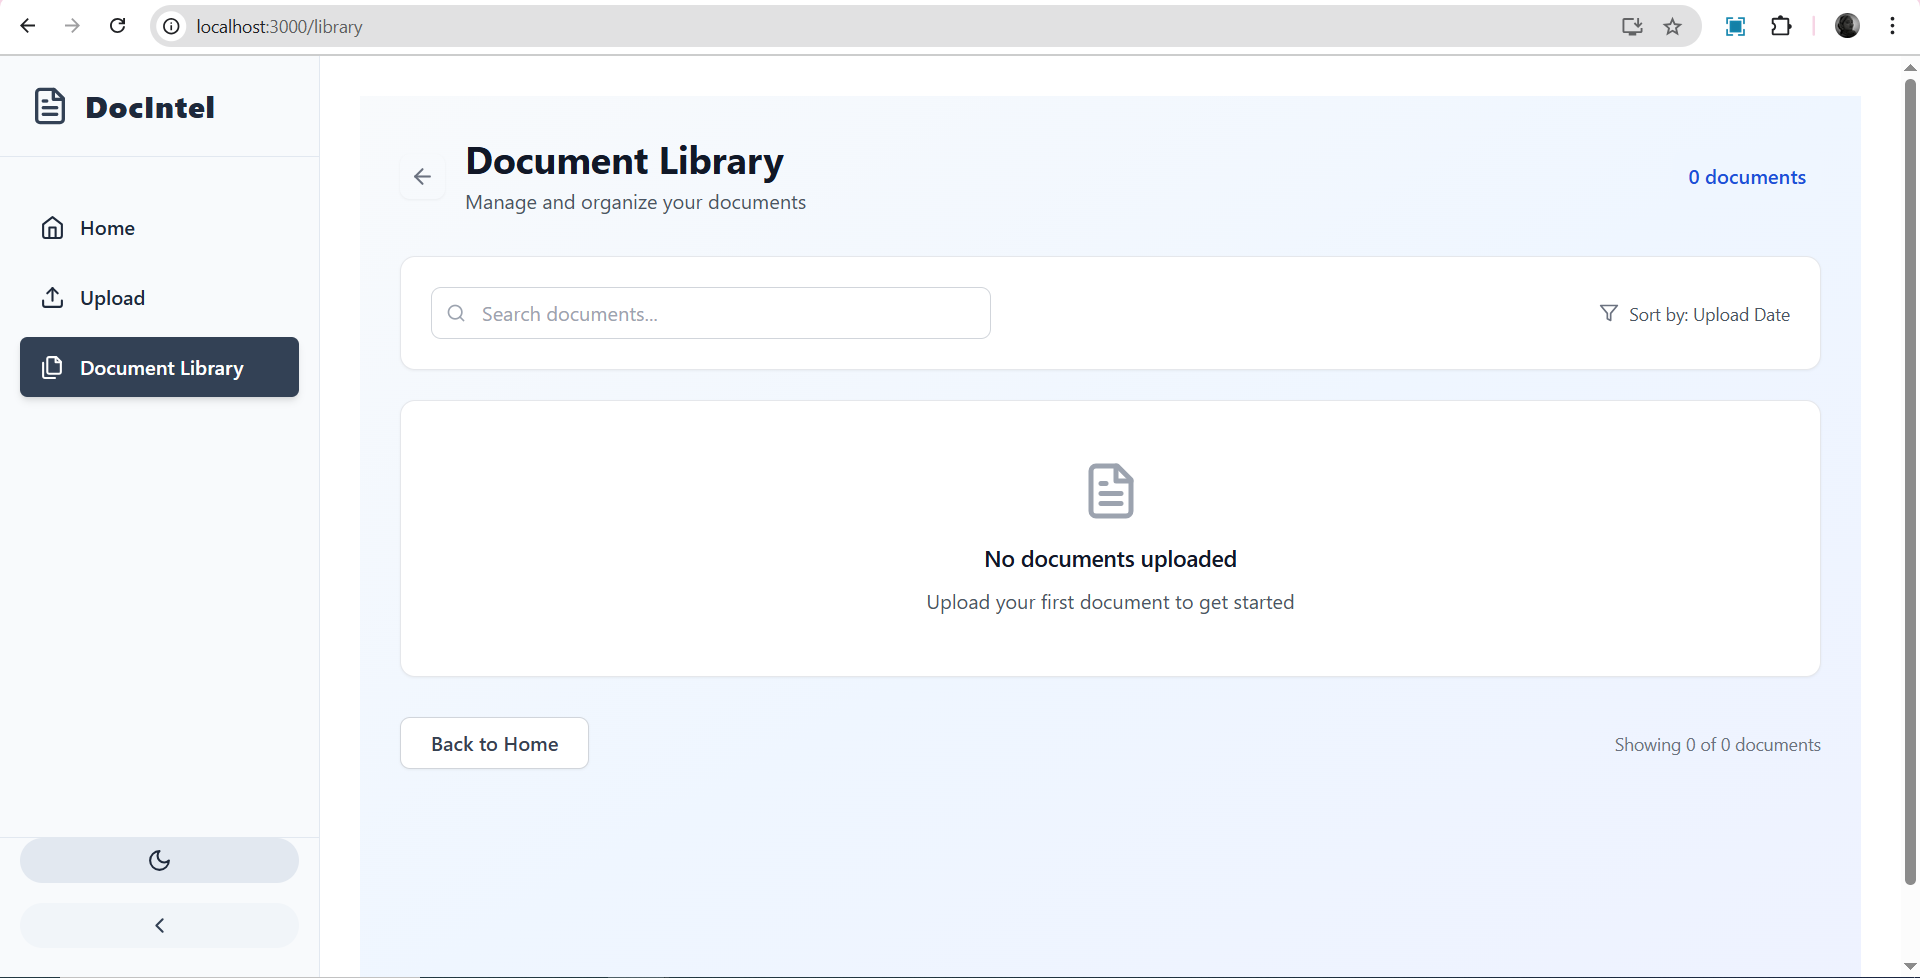 localhost:3000/library
DocIntel
Home
Upload
Document Library
Document Library
Manage and organize your documents
0 documents
Search documents...
Sort by: Upload Date
No documents uploaded
Upload your first document to get started
Back to Home
Showing 0 of 0 documents